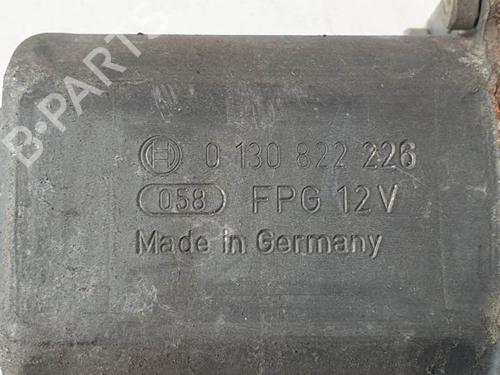 B-PARTS
0 130 822 226
058 FPG 12V
Made in Germany